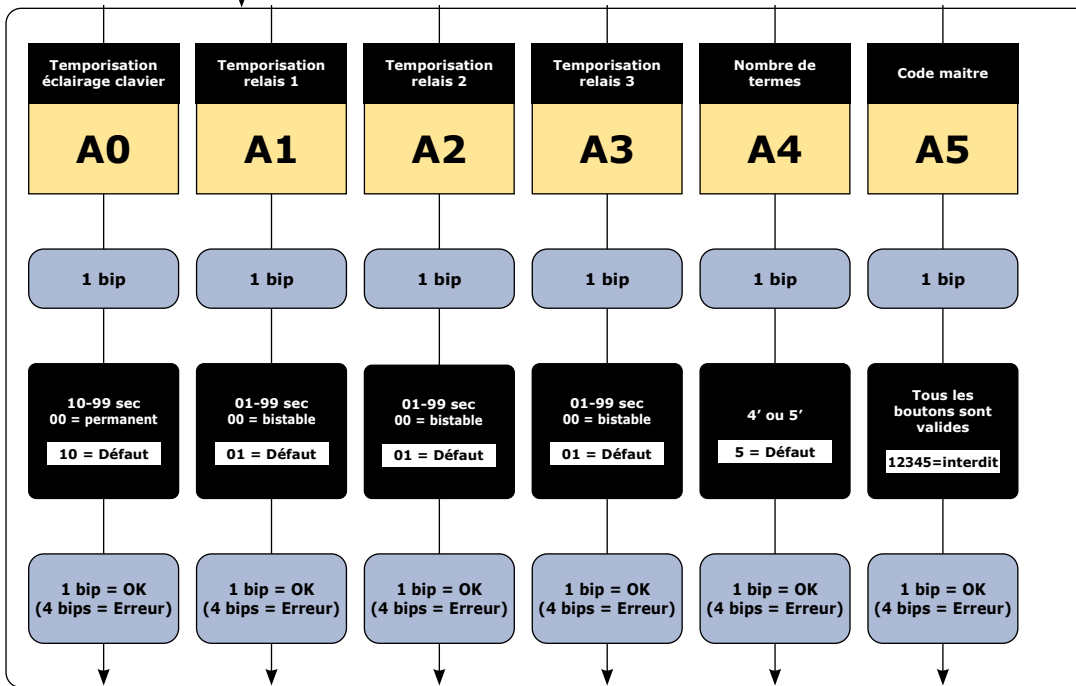 Temporisation
éclairage clavier
A0
1 bip
10-99 sec
00 = permanent
10 = Défaut
1 bip = OK
(4 bips = Erreur)
Temporisation
relais 1
A1
1 bip
01-99 sec
00 = bistable
01 = Défaut
1 bip = OK
(4 bips = Erreur)
Temporisation
relais 2
A2
1 bip
01-99 sec
00 = bistable
01 = Défaut
1 bip = OK
(4 bips = Erreur)
Temporisation
relais 3
A3
1 bip
01-99 sec
00 = bistable
01 = Défaut
1 bip = OK
(4 bips = Erreur)
Nombre de
termes
A4
1 bip
4’ ou 5’
5 = Défaut
1 bip = OK
(4 bips = Erreur)
Code maitre
A5
1 bip
Tous les
boutons sont
valides
12345=interdit
1 bip = OK
(4 bips = Erreur)